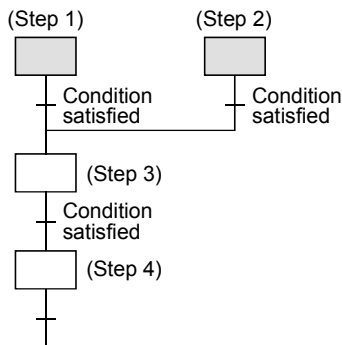 (Step 1)
(Step 2)
Condition
satisfied
Condition
satisfied
(Step 3)
Condition
satisfied
(Step 4)